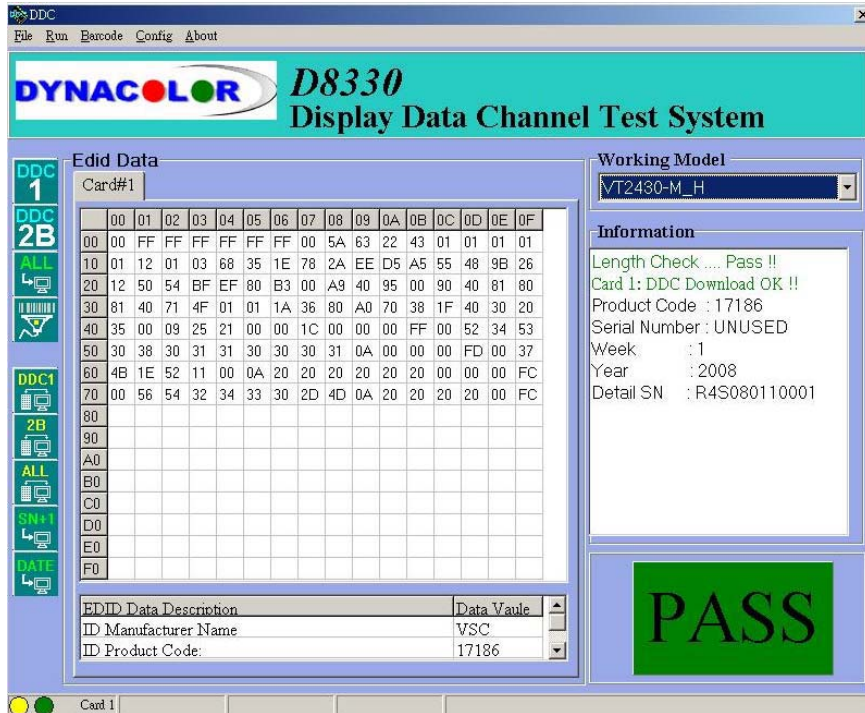 DDC
File Run Barcode Config About
DYNACOLOR
D8330
Display Data Channel Test System
DDC 1
DDC 2B
ALL
DDC1
2B
ALL
SN+1
DATE
Edid Data
Card#1
00 01 02 03 04 05 06 07 08 09 0A 0B 0C 0D 0E 0F
00 00 FF FF FF FF FF FF 00 5A 63 22 43 01 01 01 01
10 01 12 01 03 68 35 1E 78 2A EE D5 A5 55 48 9B 26
20 12 50 54 BF EF 80 B3 00 A9 40 95 00 90 40 81 80
30 81 40 71 4F 01 01 1A 36 80 A0 70 38 1F 40 30 20
40 35 00 09 25 21 00 00 1C 00 00 00 FF 00 52 34 53
50 30 38 30 31 31 30 30 30 31 0A 00 00 00 FD 00 37
60 4B 1E 52 11 00 0A 20 20 20 20 20 20 00 00 00 FC
70 00 56 54 32 34 33 30 2D 4D 0A 20 20 20 20 00 FC
80
90
A0
B0
C0
D0
E0
F0
EDID Data Description Data Vaule
ID Manufacturer Name VSC
ID Product Code: 17186
Working Model
VT2430-M_H
Information
Length Check .... Pass !!
Card 1: DDC Download OK !!
Product Code : 17186
Serial Number : UNUSED
Week : 1
Year : 2008
Detail SN : R4S080110001
PASS
Card 1